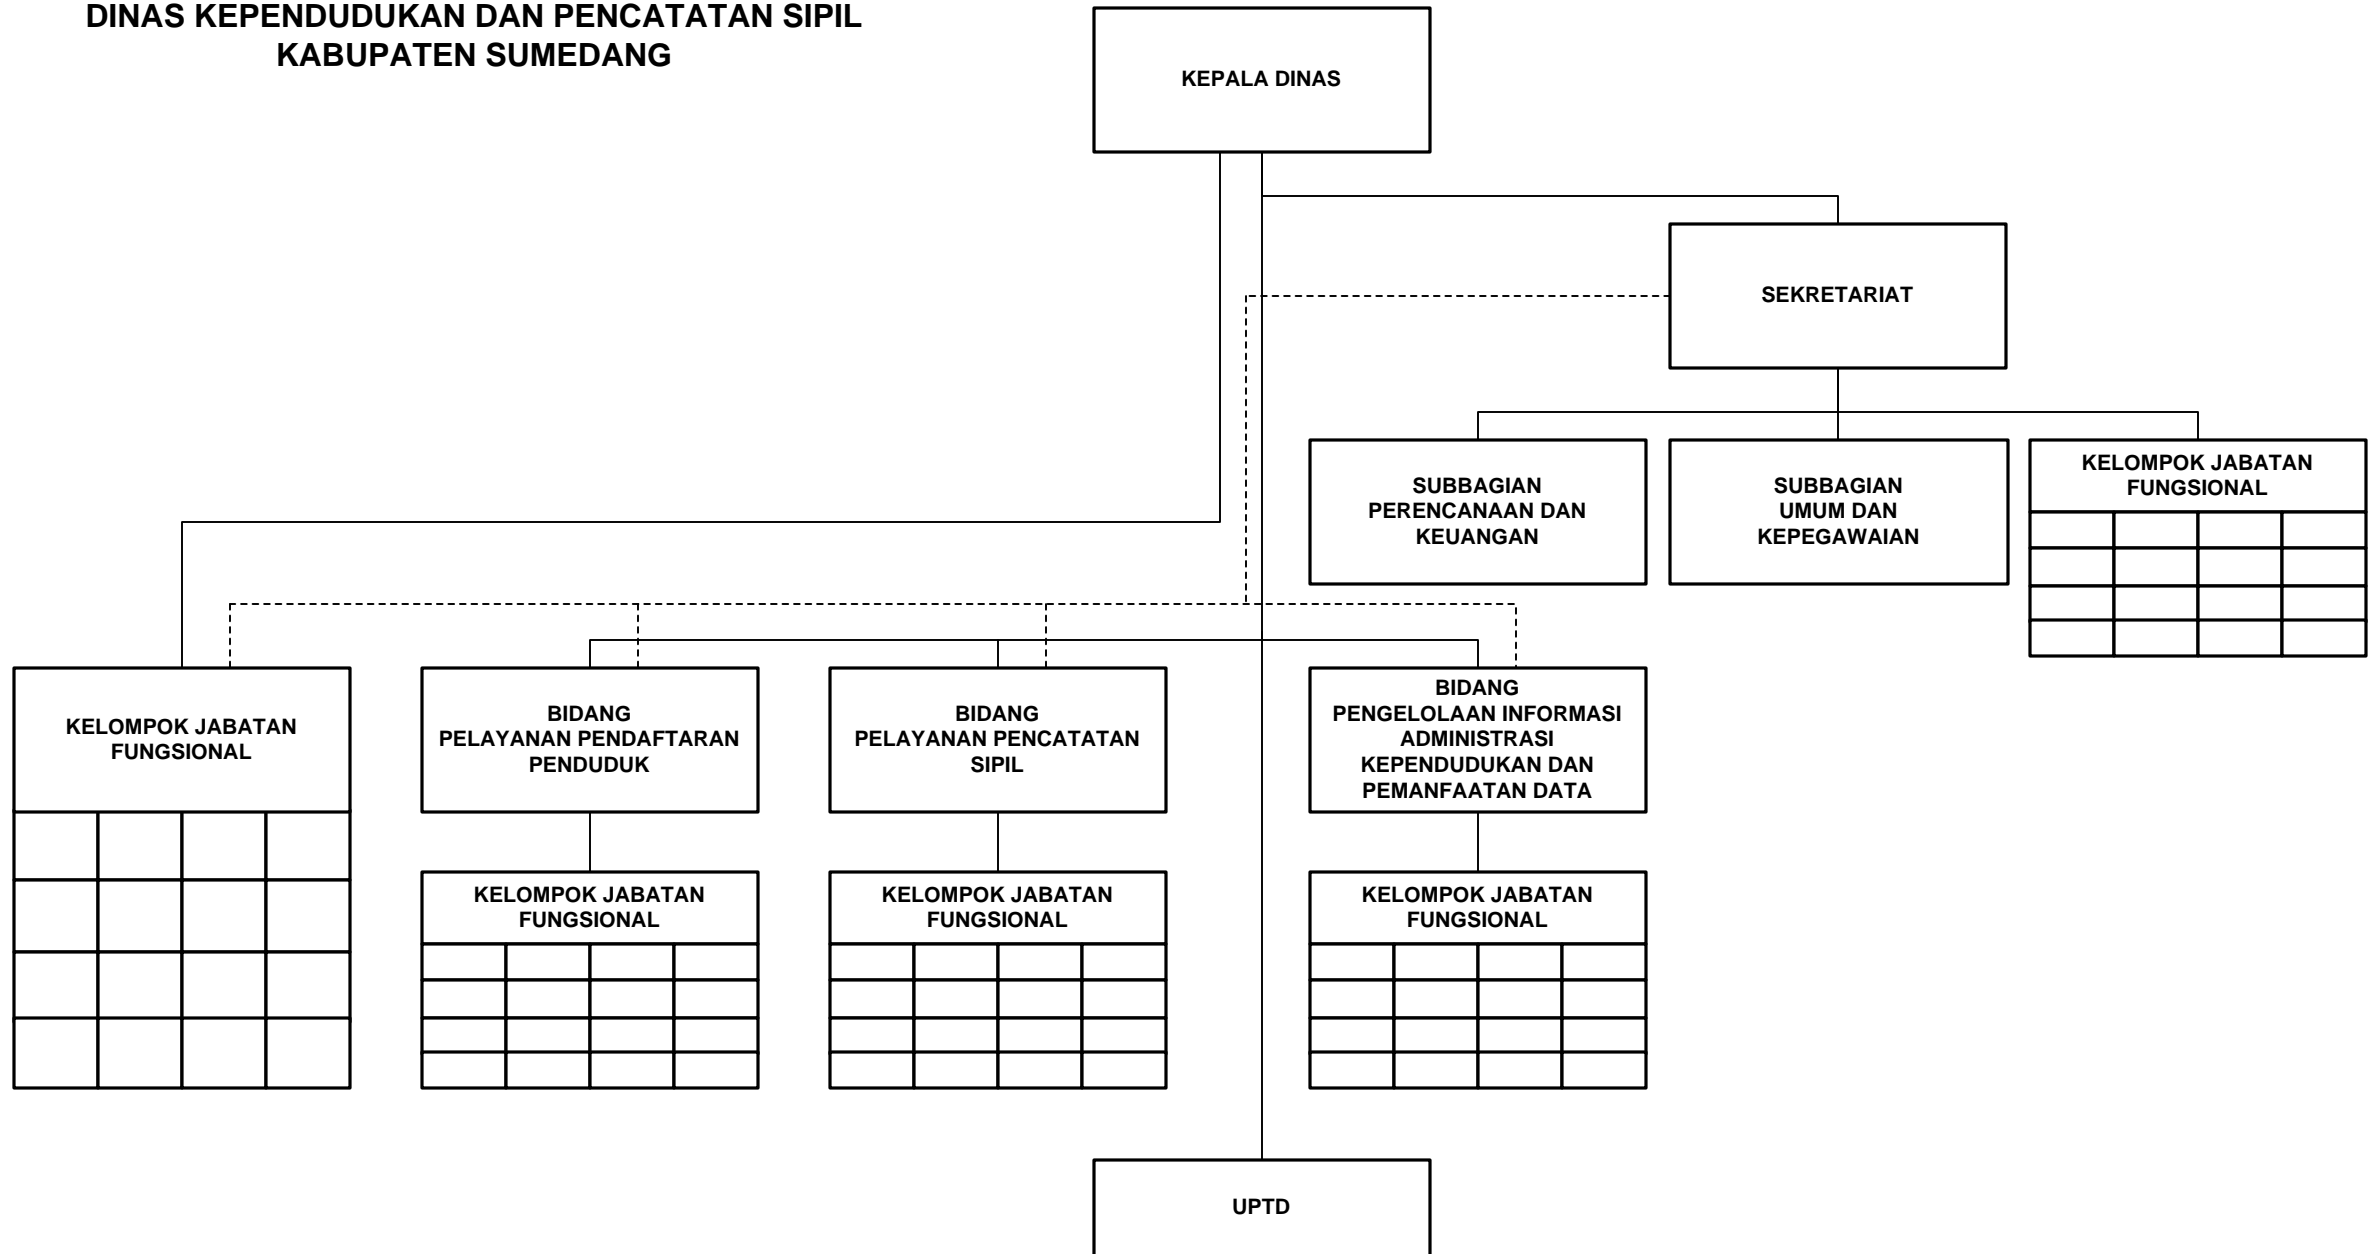 DINAS KEPENDUDUKAN DAN PENCATATAN SIPIL
KABUPATEN SUMEDANG
KEPALA DINAS
SEKRETARIAT
SUBBAGIAN
PERENCANAAN DAN
KEUANGAN
SUBBAGIAN
UMUM DAN
KEPEGAWAIAN
KELOMPOK JABATAN
FUNGSIONAL
KELOMPOK JABATAN
FUNGSIONAL
BIDANG
PELAYANAN PENDAFTARAN
PENDUDUK
BIDANG
PELAYANAN PENCATATAN
SIPIL
BIDANG
PENGELOLAAN INFORMASI
ADMINISTRASI
KEPENDUDUKAN DAN
PEMANFAATAN DATA
KELOMPOK JABATAN
FUNGSIONAL
KELOMPOK JABATAN
FUNGSIONAL
KELOMPOK JABATAN
FUNGSIONAL
UPTD